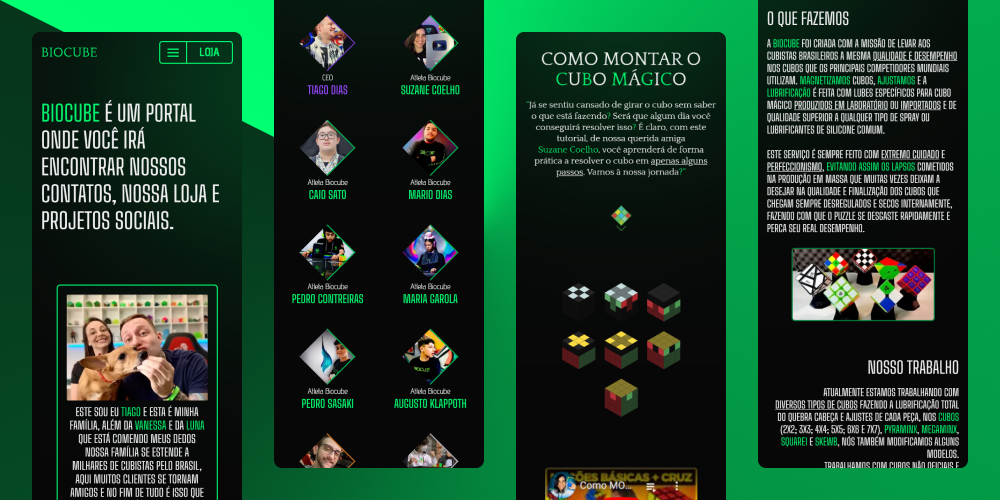 BIOCUBE
LOJA
BIOCUBE É UM PORTAL
ONDE VOCÊ IRÁ
ENCONTRAR NOSSOS
CONTATOS, NOSSA LOJA E
PROJETOS SOCIAIS.
ESTE SOU EU TIAGO E ESTA É MINHA
FAMÍLIA, ALÉM DA VANESSA E DA LUNA
QUE ESTÁ COMENDO MEUS DEDOS
NOSSA FAMÍLIA SE ESTENDE A
MILHARES DE CUBISTAS PELO BRASIL,
AQUI MUITOS CLIENTES SE TORNAM
AMIGOS E NO FIM DE TUDO É ISSO QUE
CEO
TIAGO DIAS
Atleta Biocube
SUZANE COELHO
Atleta Biocube
CAIO SATO
Atleta Biocube
MARIO DIAS
Atleta Biocube
PEDRO CONTREIRAS
Atleta Biocube
MARIA GAROLA
Atleta Biocube
PEDRO SASAKI
Atleta Biocube
AUGUSTO KLAPPOTH
COMO MONTAR O
CUBO MÁGICO
"Já se sentiu cansado de girar o cubo sem saber
o que está fazendo? Será que algum dia você
conseguirá resolver isso? É claro, com este
tutorial, de nossa querida amiga
Suzane Coelho, você aprenderá de forma
prática a resolver o cubo em apenas alguns
passos. Vamos à nossa jornada?"
ÇÕES BÁSICAS + CRUZ
Como MO...
O QUE FAZEMOS
A BIOCUBE FOI CRIADA COM A MISSÃO DE LEVAR AOS
CUBISTAS BRASILEIROS A MESMA QUALIDADE E DESEMPENHO
NOS CUBOS QUE OS PRINCIPAIS COMPETIDORES MUNDIAIS
UTILIZAM. MAGNETIZAMOS CUBOS, AJUSTAMOS E A
LUBRIFICAÇÃO É FEITA COM LUBES ESPECÍFICOS PARA CUBO
MÁGICO PRODUZIDOS EM LABORATÓRIO OU IMPORTADOS E DE
QUALIDADE SUPERIOR A QUALQUER TIPO DE SPRAY OU
LUBRIFICANTES DE SILICONE COMUM.
ESTE SERVIÇO É SEMPRE FEITO COM EXTREMO CUIDADO E
PERFECCIONISMO, EVITANDO ASSIM OS LAPSOS COMETIDOS
NA PRODUÇÃO EM MASSA QUE MUITAS VEZES DEIXAM A
DESEJAR NA QUALIDADE E FINALIZAÇÃO DOS CUBOS QUE
CHEGAM SEMPRE DESREGULADOS E SECOS INTERNAMENTE,
FAZENDO COM QUE O PUZZLE SE DESGASTE RAPIDAMENTE E
PERCA SEU REAL DESEMPENHO.
NOSSO TRABALHO
ATUALMENTE ESTAMOS TRABALHANDO COM
DIVERSOS TIPOS DE CUBOS FAZENDO A LUBRIFICAÇÃO TOTAL
DO QUEBRA CABEÇA E AJUSTES DE CADA PEÇA, NOS CUBOS
(2X2; 3X3; 4X4; 5X5; 6X6 E 7X7), PYRAMINX, MEGAMINX,
SQUARE1 E SKEWB, NÓS TAMBÉM MODIFICAMOS ALGUNS
MODELOS.
TRABALHAMOS COM CUBOS NÃO OFICIAIS E